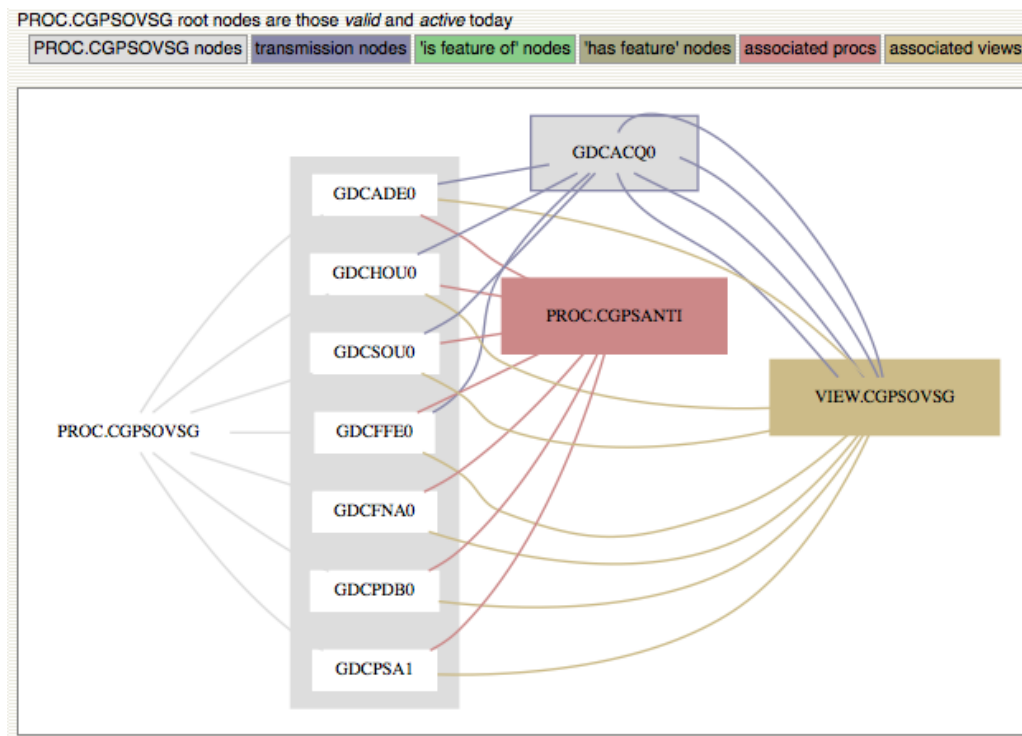 PROC.CGPSOVSG root nodes are those valid and active today
PROC.CGPSOVSG nodes transmission nodes 'is feature of' nodes 'has feature' nodes associated procs associated views
GDCACQ0
GDCADE0
GDCHOU0
PROC.CGPSANTI
GDCSOU0
VIEW.CGPSOVSG
PROC.CGPSOVSG
GDCFFE0
GDCFNA0
GDCPDB0
GDCPSA1